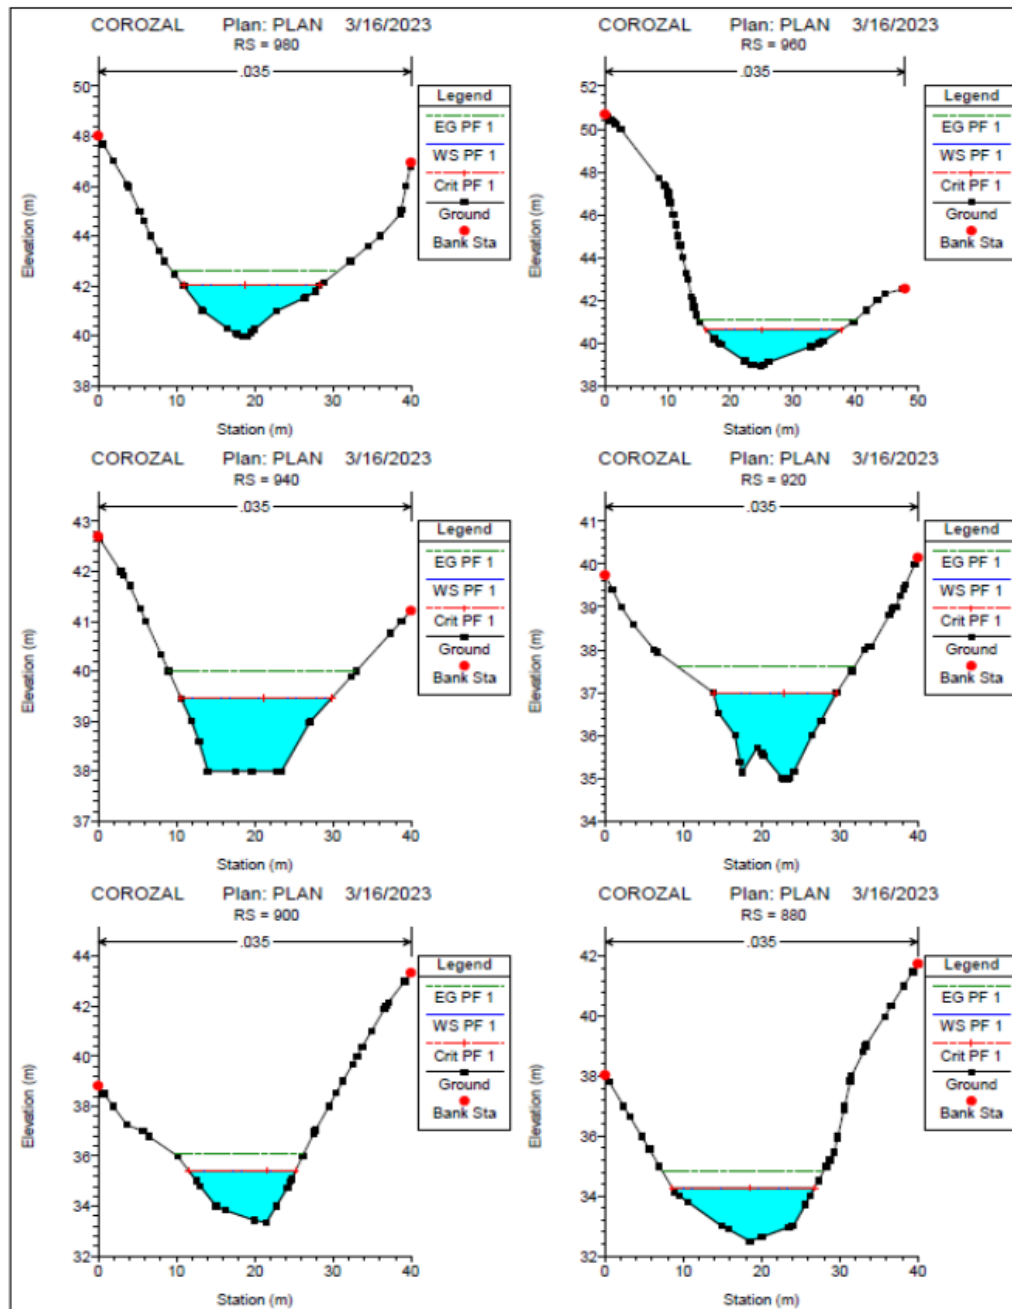 COROZAL Plan: PLAN 3/16/2023
RS = 980
.035
Legend
EG PF 1
WS PF 1
Crit PF 1
Ground
Bank Sta
Elevation (m)
50
48
46
44
42
40
38
0 10 20 30 40
Station (m)
COROZAL Plan: PLAN 3/16/2023
RS = 960
.035
Legend
EG PF 1
WS PF 1
Crit PF 1
Ground
Bank Sta
Elevation (m)
52
50
48
46
44
42
40
38
0 10 20 30 40 50
Station (m)
COROZAL Plan: PLAN 3/16/2023
RS = 940
.035
Legend
EG PF 1
WS PF 1
Crit PF 1
Ground
Bank Sta
Elevation (m)
43
42
41
40
39
38
37
0 10 20 30 40
Station (m)
COROZAL Plan: PLAN 3/16/2023
RS = 920
.035
Legend
EG PF 1
WS PF 1
Crit PF 1
Ground
Bank Sta
Elevation (m)
41
40
39
38
37
36
35
34
0 10 20 30 40
Station (m)
COROZAL Plan: PLAN 3/16/2023
RS = 900
.035
Legend
EG PF 1
WS PF 1
Crit PF 1
Ground
Bank Sta
Elevation (m)
44
42
40
38
36
34
32
0 10 20 30 40
Station (m)
COROZAL Plan: PLAN 3/16/2023
RS = 880
.035
Legend
EG PF 1
WS PF 1
Crit PF 1
Ground
Bank Sta
Elevation (m)
42
40
38
36
34
32
0 10 20 30 40
Station (m)